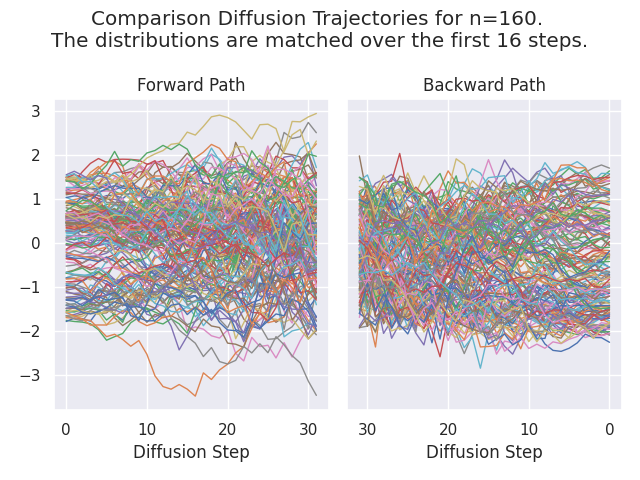 Comparison Diffusion Trajectories for n=160.
The distributions are matched over the first 16 steps.
Forward Path
Backward Path
3
2
1
0
−1
−2
−3
0 10 20 30
30 20 10 0
Diffusion Step
Diffusion Step